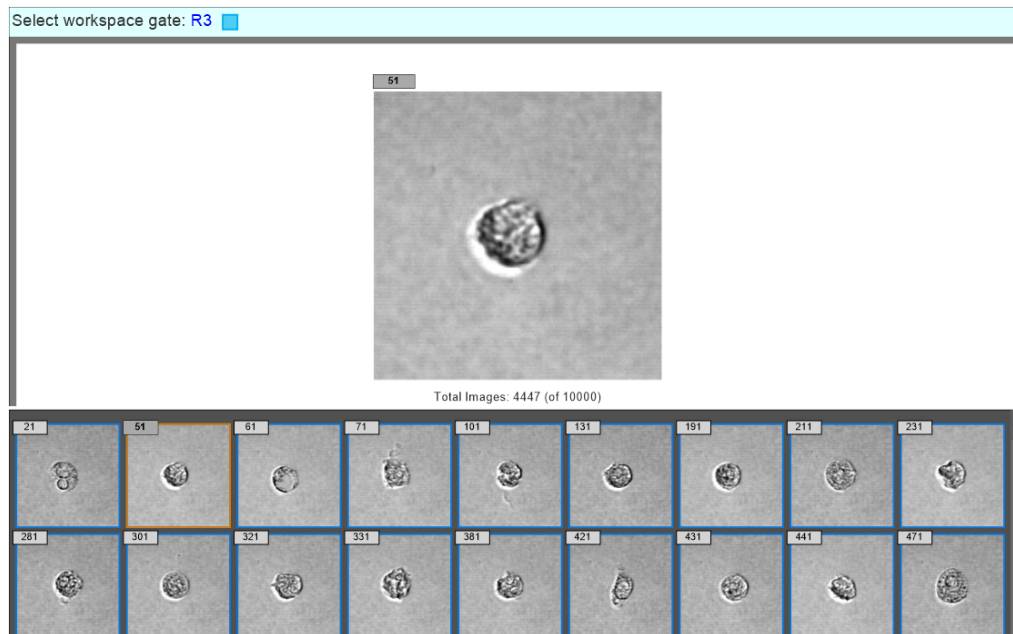 Select workspace gate: R3
51
Total Images: 4447 (of 10000)
21 51 61 71 101 131 191 211 231
281 301 321 331 381 421 431 441 471